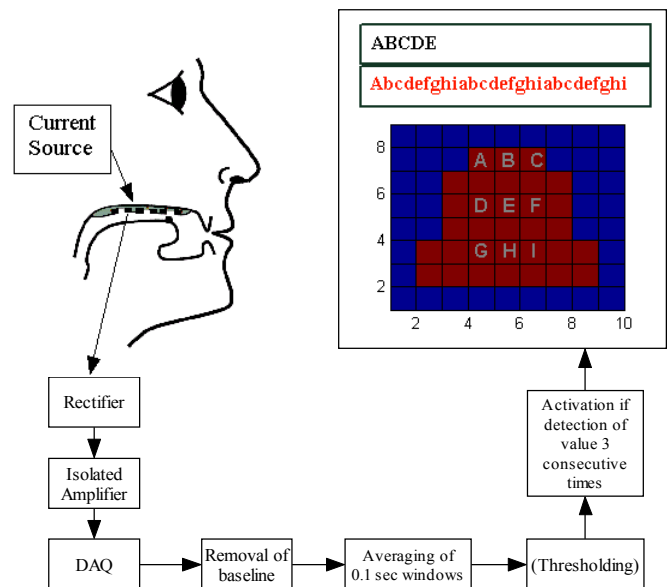 ABCDE
Abcdefghiabcdefghiabcdefghi
Current
Source
8
A B C
6
D E F
4
G H I
2
2 4 6 8 10
Rectifier
Isolated
Amplifier
DAQ
Removal of
baseline
Averaging of
0.1 sec windows
(Thresholding)
Activation if
detection of
value 3
consecutive
times